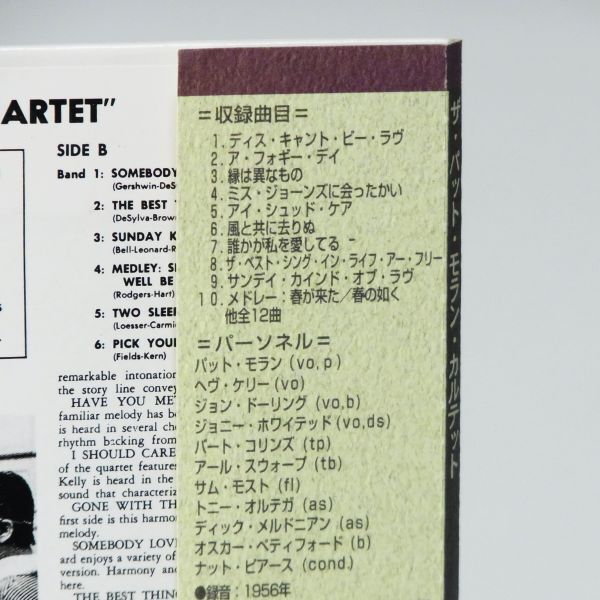 ARTET"
SIDE B
Band 1: SOMEBODY
(Gershwin-DeS
2: THE BEST
(DeSylva-Brown
3: SUNDAY K
(Bell-Leonard-R
4: MEDLEY: S
WELL BE
(Rodgers-Hart)
5: TWO SLEE
(Loesser-Carmic
6: PICK YOUR
(Fields-Kern)
remarkable intonation
the story line convey
HAVE YOU MET
familiar melody has be
is heard in several cho
rhythm backing from
I SHOULD CARE
of the quartet features
Kelly is heard in the
sound that characteriz
GONE WITH TH
first side is this harmo
melody.
SOMEBODY LOVE
ard enjoys a variety of
version. Harmony and
here.
THE BEST THING
=収録曲目=
1. ディス・キャント・ビー・ラヴ
2. ア・フォギー・デイ
3. 縁は異なもの
4. ミス・ジョーンズに会ったかい
5. アイ・シュッド・ケア
6. 風と共に去りぬ
7. 誰かが私を愛してる
8. ザ・ベスト・シング・イン・ライフ・アー・フリー
9. サンデイ・カインド・オブ・ラヴ
10. メドレー：春が来た／春の如く
他全12曲
=パーソネル=
パット・モラン (vo, p)
ヘヴ・ケリー (vo)
ジョン・ドーリング (vo,b)
ジョニー・ホワイテッド (vo,ds)
バート・コリンズ (tp)
アール・スウォープ (tb)
サム・モスト (fl)
トニー・オルテガ (as)
ディック・メルドニアン (as)
オスカー・ペティフォード (b)
ナット・ピアース (cond.)
●録音：1956年
ザ・パット・モラン・カルテット